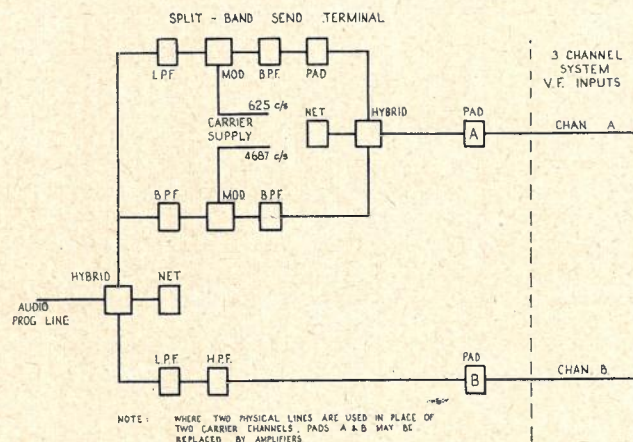 SPLIT - BAND SEND TERMINAL
3 CHANNEL
SYSTEM
V.F. INPUTS
L.P.F.
MOD
B.P.F.
PAD
625 c/s
CARRIER
SUPPLY
4687 c/s
NET
HYBRID
PAD
A
CHAN A
B.P.F.
MOD
B.P.F.
HYBRID
NET
AUDIO
PROG LINE
L.P.F.
H.P.F.
PAD
B
CHAN. B.
NOTE: WHERE TWO PHYSICAL LINES ARE USED IN PLACE OF
TWO CARRIER CHANNELS, PADS A & B MAY BE
REPLACED BY AMPLIFIERS